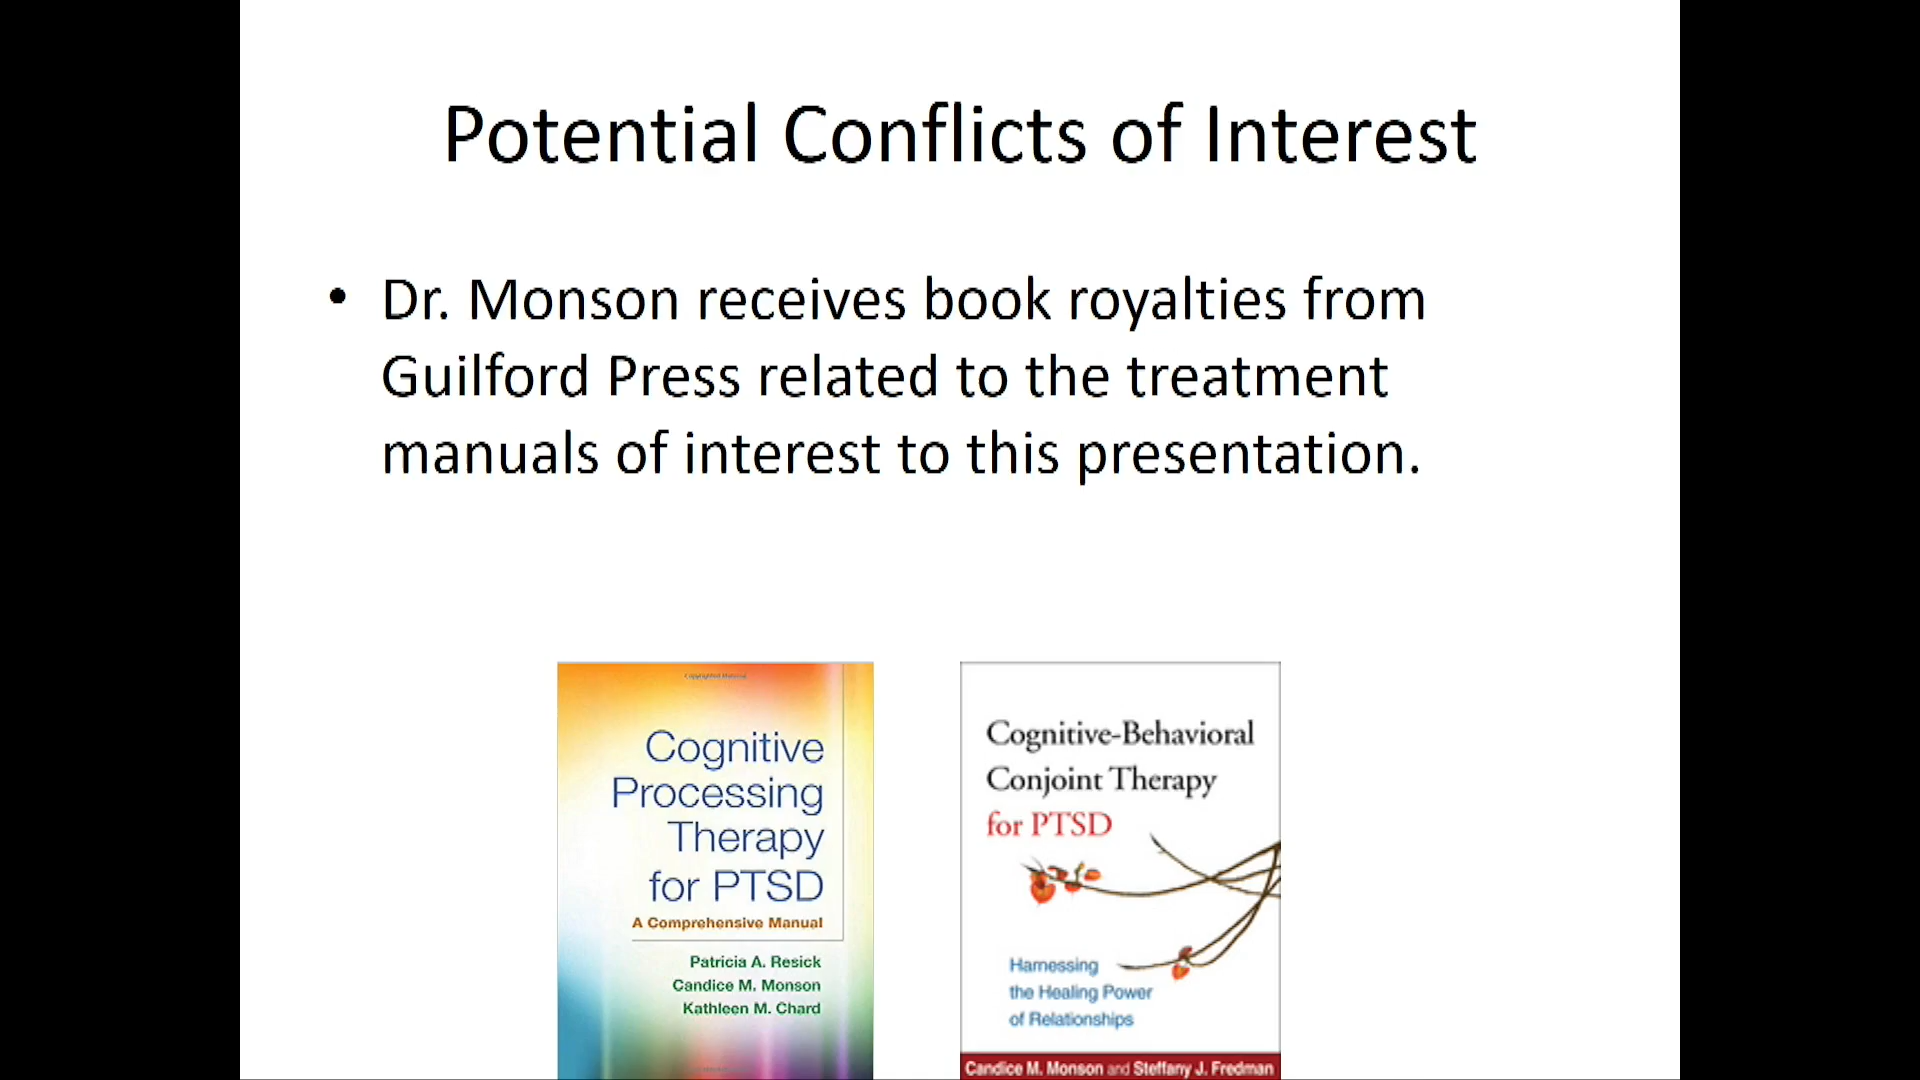 Potential Conflicts of Interest
• Dr. Monson receives book royalties from
Guilford Press related to the treatment
manuals of interest to this presentation.
Copyrighted Material
Cognitive
Processing
Therapy
for PTSD
A Comprehensive Manual
Patricia A. Resick
Candice M. Monson
Kathleen M. Chard
Cognitive-Behavioral
Conjoint Therapy
for PTSD
Harnessing
the Healing Power
of Relationships
Candice M. Monson and Steffany J. Fredman